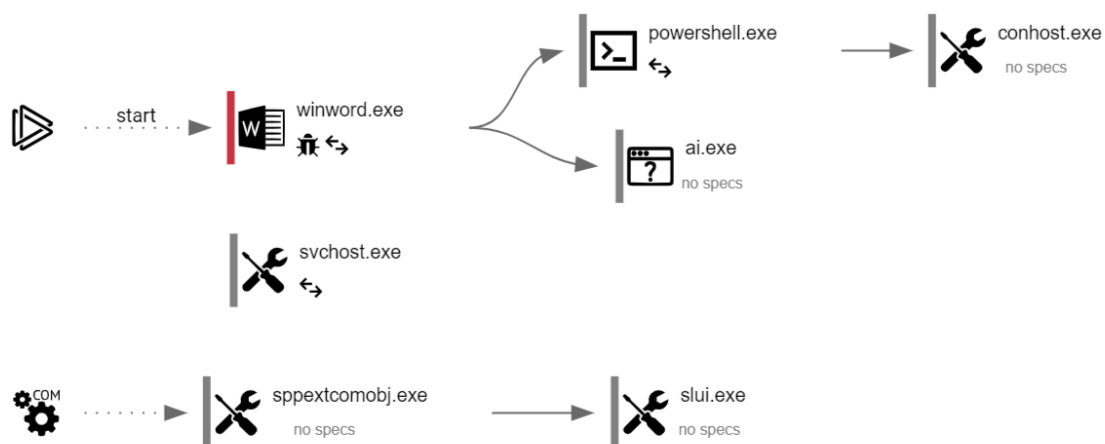 powershell.exe
conhost.exe
no specs
start
winword.exe
W
ai.exe
no specs
svchost.exe
COM
sppextcomobj.exe
no specs
slui.exe
no specs